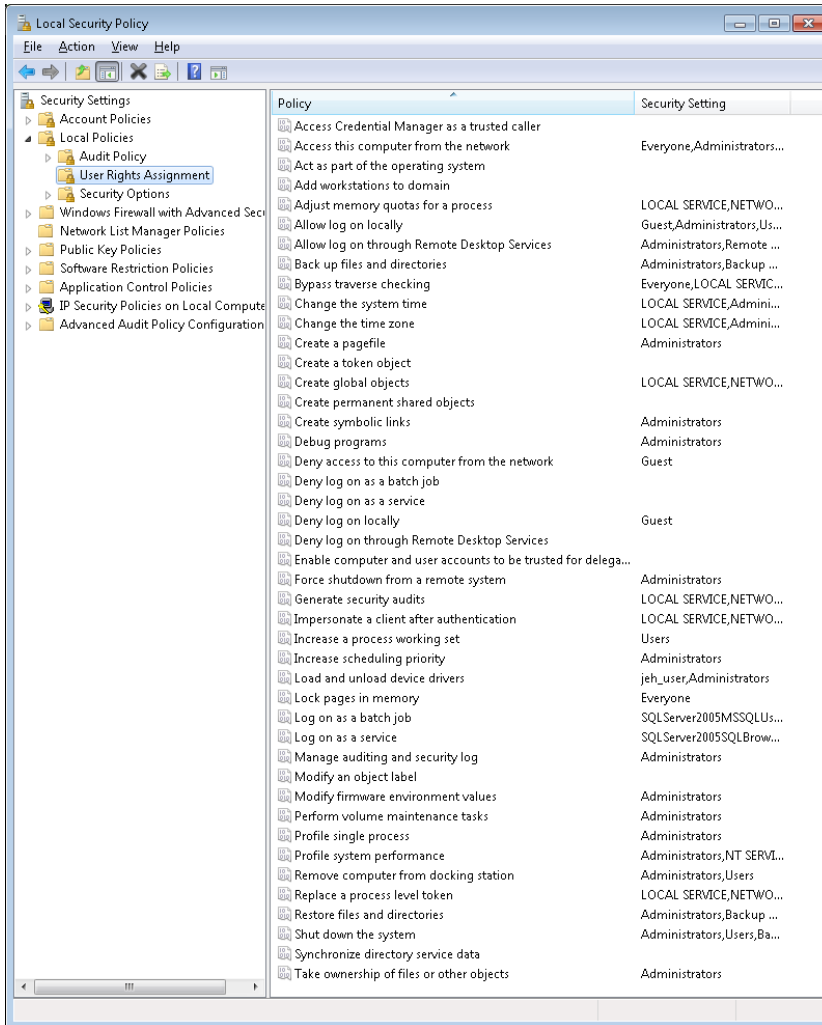 Local Security Policy
File Action View Help
Security Settings
Account Policies
Local Policies
Audit Policy
User Rights Assignment
Security Options
Windows Firewall with Advanced Secu
Network List Manager Policies
Public Key Policies
Software Restriction Policies
Application Control Policies
IP Security Policies on Local Compute
Advanced Audit Policy Configuration
Policy Security Setting
Access Credential Manager as a trusted caller
Access this computer from the network Everyone,Administrators...
Act as part of the operating system
Add workstations to domain
Adjust memory quotas for a process LOCAL SERVICE,NETWO...
Allow log on locally Guest,Administrators,Us...
Allow log on through Remote Desktop Services Administrators,Remote ...
Back up files and directories Administrators,Backup ...
Bypass traverse checking Everyone,LOCAL SERVIC...
Change the system time LOCAL SERVICE,Admini...
Change the time zone LOCAL SERVICE,Admini...
Create a pagefile Administrators
Create a token object
Create global objects LOCAL SERVICE,NETWO...
Create permanent shared objects
Create symbolic links Administrators
Debug programs Administrators
Deny access to this computer from the network Guest
Deny log on as a batch job
Deny log on as a service
Deny log on locally Guest
Deny log on through Remote Desktop Services
Enable computer and user accounts to be trusted for delega...
Force shutdown from a remote system Administrators
Generate security audits LOCAL SERVICE,NETWO...
Impersonate a client after authentication LOCAL SERVICE,NETWO...
Increase a process working set Users
Increase scheduling priority Administrators
Load and unload device drivers jeh_user,Administrators
Lock pages in memory Everyone
Log on as a batch job SQLServer2005MSSQLUs...
Log on as a service SQLServer2005SQLBrow...
Manage auditing and security log Administrators
Modify an object label
Modify firmware environment values Administrators
Perform volume maintenance tasks Administrators
Profile single process Administrators
Profile system performance Administrators,NT SERVI...
Remove computer from docking station Administrators,Users
Replace a process level token LOCAL SERVICE,NETWO...
Restore files and directories Administrators,Backup ...
Shut down the system Administrators,Users,Ba...
Synchronize directory service data
Take ownership of files or other objects Administrators